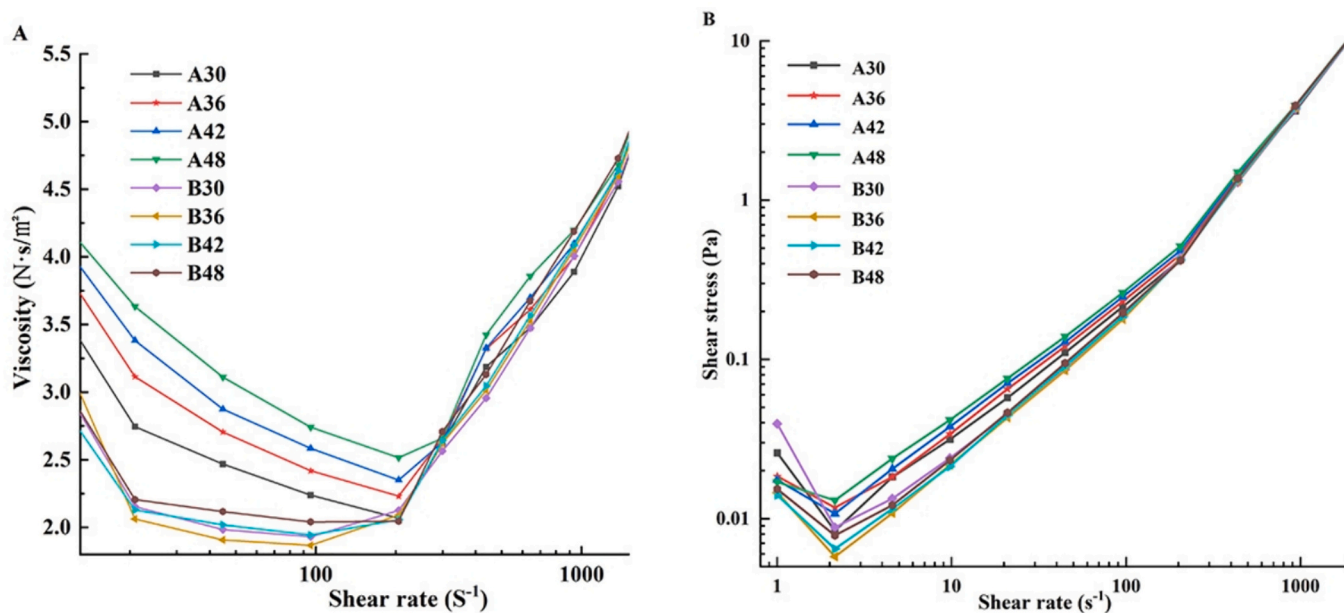 A
5.5
5.0
4.5
4.0
3.5
3.0
2.5
2.0
Viscosity (N·s/㎡)
A30
A36
A42
A48
B30
B36
B42
B48
100
1000
Shear rate (S⁻¹)
B
10
1
0.1
0.01
Shear stress (Pa)
A30
A36
A42
A48
B30
B36
B42
B48
1
10
100
1000
Shear rate (s⁻¹)